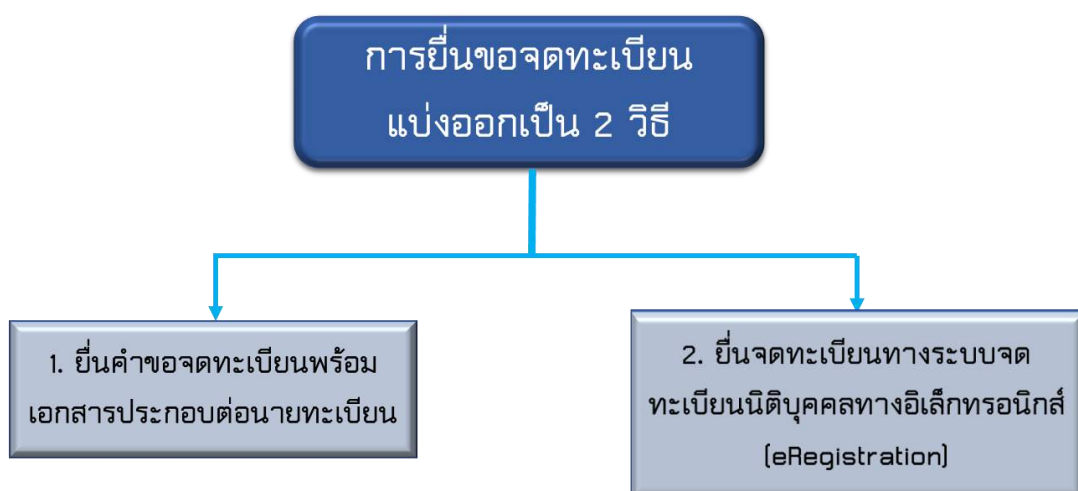 การยื่นขอจดทะเบียน
แบ่งออกเป็น 2 วิธี
1. ยื่นคำขอจดทะเบียนพร้อม
เอกสารประกอบต่อนายทะเบียน
2. ยื่นจดทะเบียนทางระบบจด
ทะเบียนนิติบุคคลทางอิเล็กทรอนิกส์
(eRegistration)